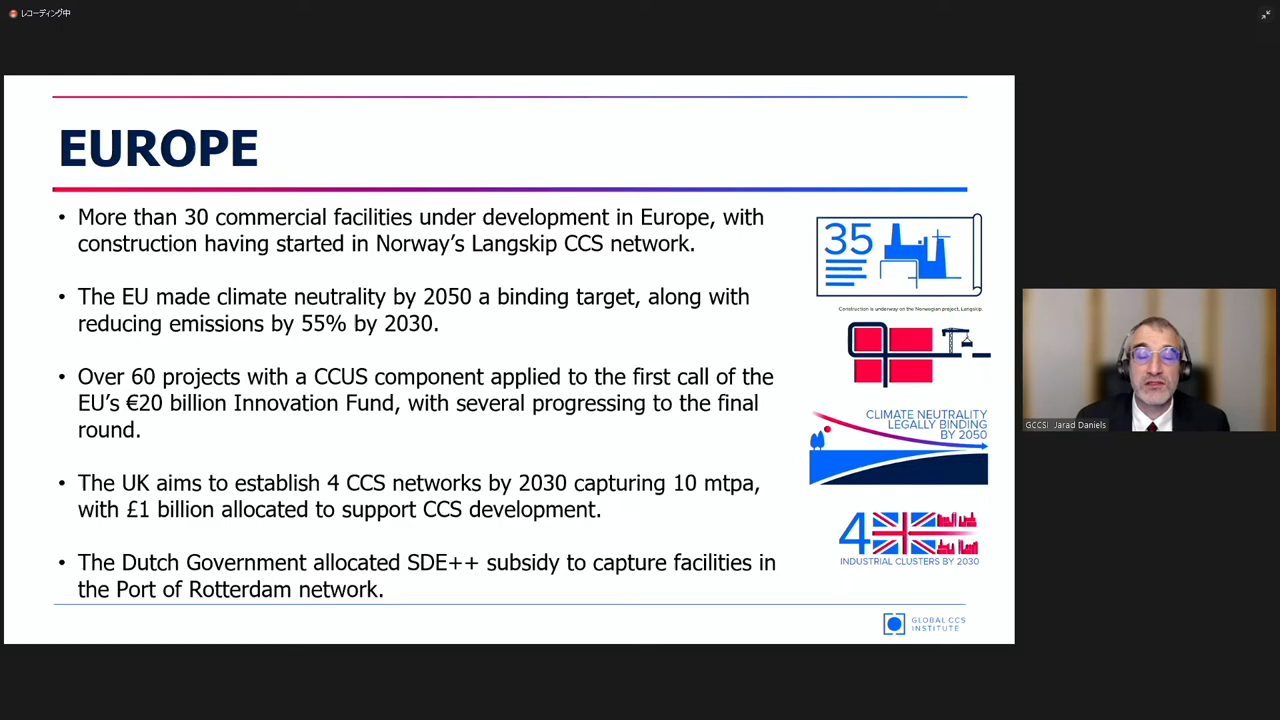 レコーディング中
EUROPE
• More than 30 commercial facilities under development in Europe, with
construction having started in Norway's Langskip CCS network.
• The EU made climate neutrality by 2050 a binding target, along with
reducing emissions by 55% by 2030.
• Over 60 projects with a CCUS component applied to the first call of the
EU's €20 billion Innovation Fund, with several progressing to the final
round.
• The UK aims to establish 4 CCS networks by 2030 capturing 10 mtpa,
with £1 billion allocated to support CCS development.
• The Dutch Government allocated SDE++ subsidy to capture facilities in
the Port of Rotterdam network.
35
Construction is underway on the Norwegian project, Langskip.
CLIMATE NEUTRALITY
LEGALLY BINDING
BY 2050
4
INDUSTRIAL CLUSTERS BY 2030
GLOBAL CCS
INSTITUTE
GCCSI Jarad Daniels